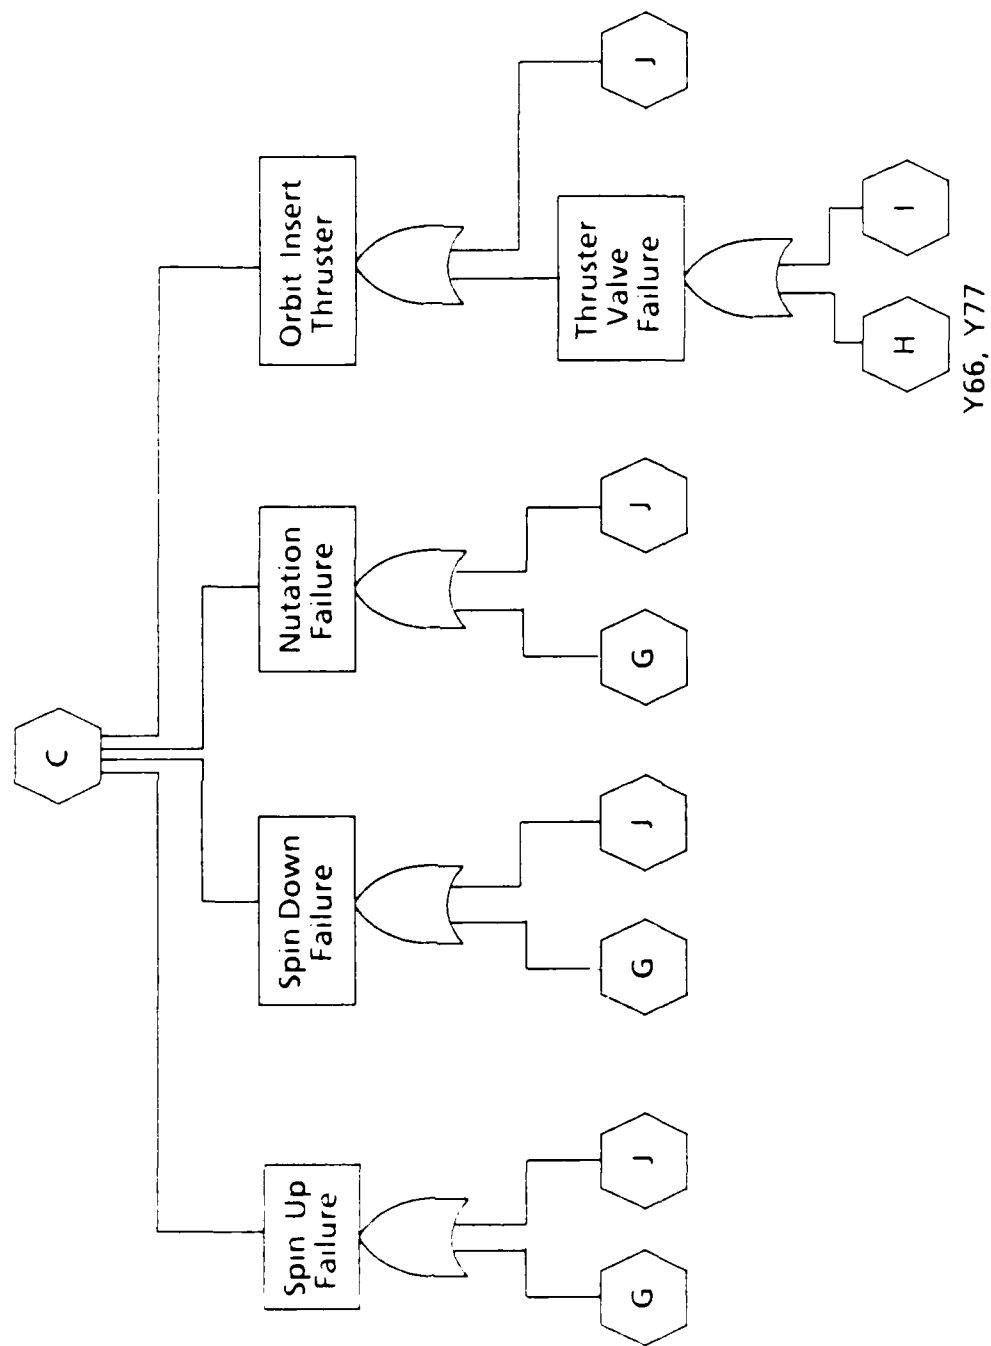 C
Spin Up
Failure
Spin Down
Failure
Nutation
Failure
Orbit Insert
Thruster
G
J
G
J
G
J
Thruster
Valve
Failure
J
H
I
Y66, Y77